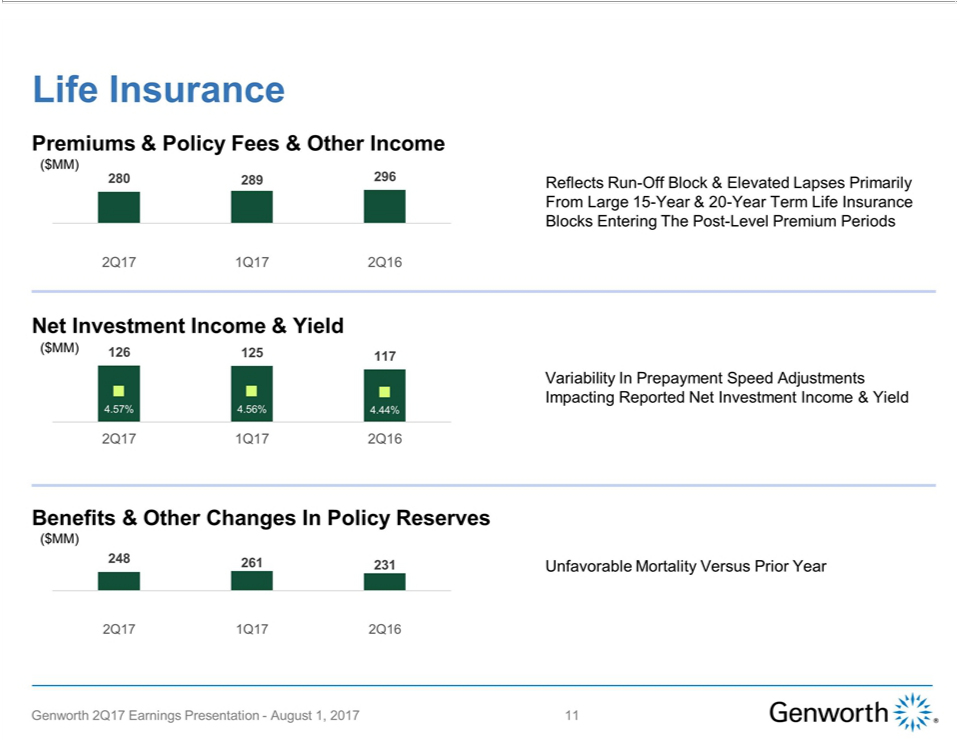 Life Insurance
Premiums & Policy Fees & Other Income
($MM)
280 289 296
2Q17 1Q17 2Q16
Reflects Run-Off Block & Elevated Lapses Primarily
From Large 15-Year & 20-Year Term Life Insurance
Blocks Entering The Post-Level Premium Periods
Net Investment Income & Yield
($MM)
126 125 117
4.57% 4.56% 4.44%
2Q17 1Q17 2Q16
Variability In Prepayment Speed Adjustments
Impacting Reported Net Investment Income & Yield
Benefits & Other Changes In Policy Reserves
($MM)
248 261 231
2Q17 1Q17 2Q16
Unfavorable Mortality Versus Prior Year
Genworth 2Q17 Earnings Presentation - August 1, 2017 11 Genworth®